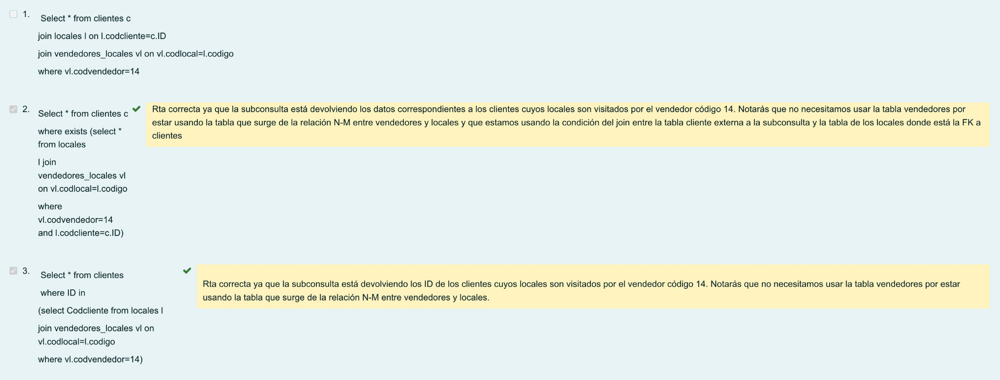 1. Select * from clientes c
join locales l on l.codcliente=c.ID
join vendedores_locales vl on vl.codlocal=l.codigo
where vl.codvendedor=14
2. Select * from clientes c
where exists (select *
from locales
l join
vendedores_locales vl
on vl.codlocal=l.codigo
where
vl.codvendedor=14
and l.codcliente=c.ID)
Rta correcta ya que la subconsulta está devolviendo los datos correspondientes a los clientes cuyos locales son visitados por el vendedor código 14. Notarás que no necesitamos usar la tabla vendedores por
estar usando la tabla que surge de la relación N-M entre vendedores y locales y que estamos usando la condición del join entre la tabla cliente externa a la subconsulta y la tabla de los locales donde está la FK a
clientes
3. Select * from clientes
where ID in
(select Codcliente from locales l
join vendedores_locales vl on
vl.codlocal=l.codigo
where vl.codvendedor=14)
Rta correcta ya que la subconsulta está devolviendo los ID de los clientes cuyos locales son visitados por el vendedor código 14. Notarás que no necesitamos usar la tabla vendedores por estar
usando la tabla que surge de la relación N-M entre vendedores y locales.